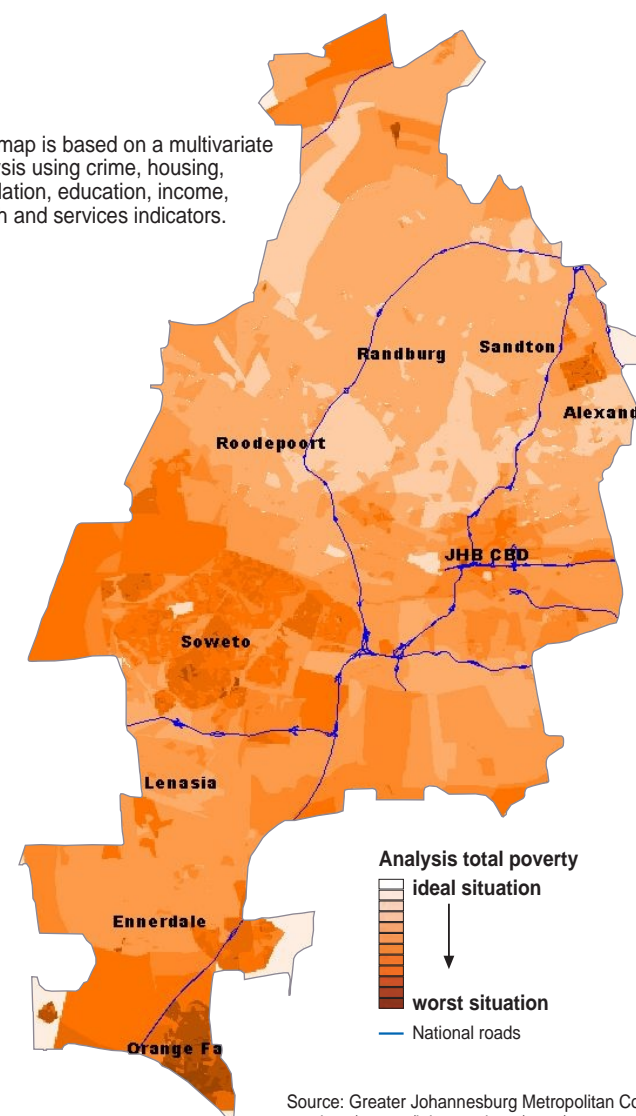 map is based on a multivariate
ysis using crime, housing,
lation, education, income,
n and services indicators.
Randburg
Sandton
Alexand
Roodepoort
JHB CBD
Soweto
Lenasia
Analysis total poverty
ideal situation
Ennerdale
worst situation
National roads
Orange Fa
Source: Greater Johannesburg Metropolitan Co